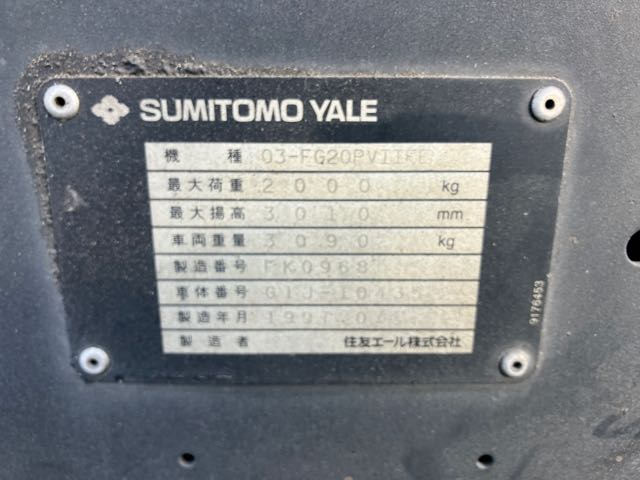 SUMITOMO YALE
機 種 03-FG20PVIIKE
最大荷重 2000 kg
最大揚高 3010 mm
車両重量 3090 kg
製造番号 FK0968
車体番号
製造年月
製造者 住友エール株式会社
9176453